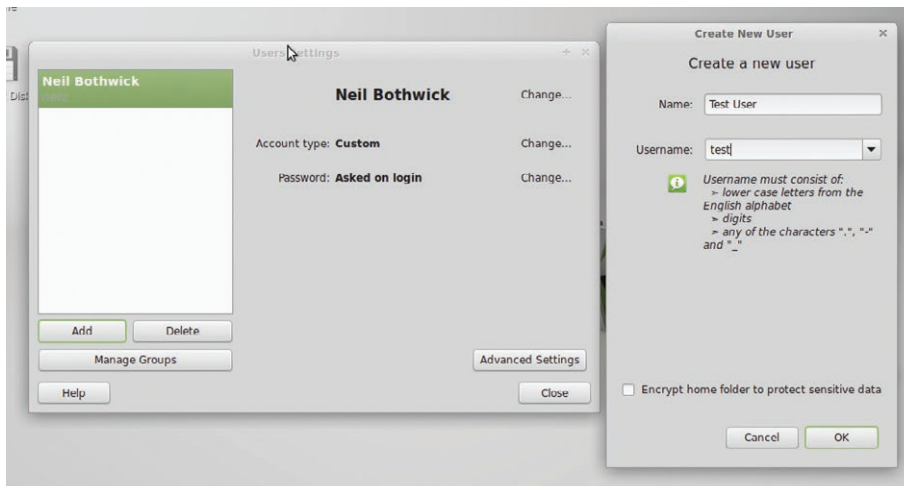 Users Settings
Neil Bothwick
Neil Bothwick
Change...
Account type: Custom
Change...
Password: Asked on login
Change...
Add
Delete
Manage Groups
Advanced Settings
Help
Close
Create New User
Create a new user
Name: Test User
Username: test
Username must consist of:
➢ lower case letters from the
English alphabet
➢ digits
➢ any of the characters ".", "-"
and "_"
Encrypt home folder to protect sensitive data
Cancel
OK